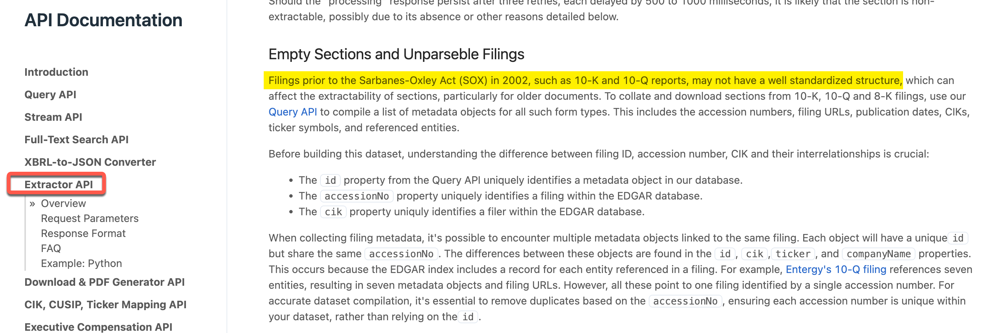 API Documentation
Introduction
Query API
Stream API
Full-Text Search API
XBRL-to-JSON Converter
Extractor API
» Overview
Request Parameters
Response Format
FAQ
Example: Python
Download & PDF Generator API
CIK, CUSIP, Ticker Mapping API
Executive Compensation API
Should the "processing" response persist after three retries, each delayed by 500 to 1000 milliseconds, it is likely that the section is non-
extractable, possibly due to its absence or other reasons detailed below.
Empty Sections and Unparseble Filings
Filings prior to the Sarbanes-Oxley Act (SOX) in 2002, such as 10-K and 10-Q reports, may not have a well standardized structure, which can
affect the extractability of sections, particularly for older documents. To collate and download sections from 10-K, 10-Q and 8-K filings, use our
Query API to compile a list of metadata objects for all such form types. This includes the accession numbers, filing URLs, publication dates, CIKs,
ticker symbols, and referenced entities.
Before building this dataset, understanding the difference between filing ID, accession number, CIK and their interrelationships is crucial:
• The id property from the Query API uniquely identifies a metadata object in our database.
• The accessionNo property uniquely identifies a filing within the EDGAR database.
• The cik property uniquly identifies a filer within the EDGAR database.
When collecting filing metadata, it's possible to encounter multiple metadata objects linked to the same filing. Each object will have a unique id
but share the same accessionNo. The differences between these objects are found in the id, cik, ticker, and companyName properties.
This occurs because the EDGAR index includes a record for each entity referenced in a filing. For example, Entergy's 10-Q filing references seven
entities, resulting in seven metadata objects and filing URLs. However, all these point to one filing identified by a single accession number. For
accurate dataset compilation, it's essential to remove duplicates based on the accessionNo, ensuring each accession number is unique within
your dataset, rather than relying on the id.